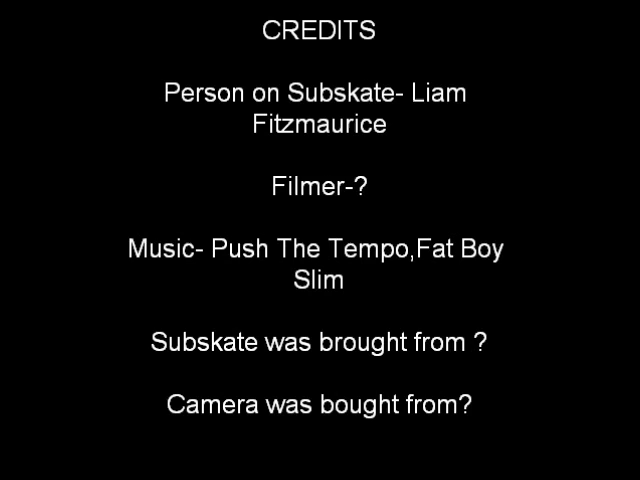 CREDITS
Person on Subskate- Liam
Fitzmaurice
Filmer-?
Music- Push The Tempo,Fat Boy
Slim
Subskate was brought from ?
Camera was bought from?